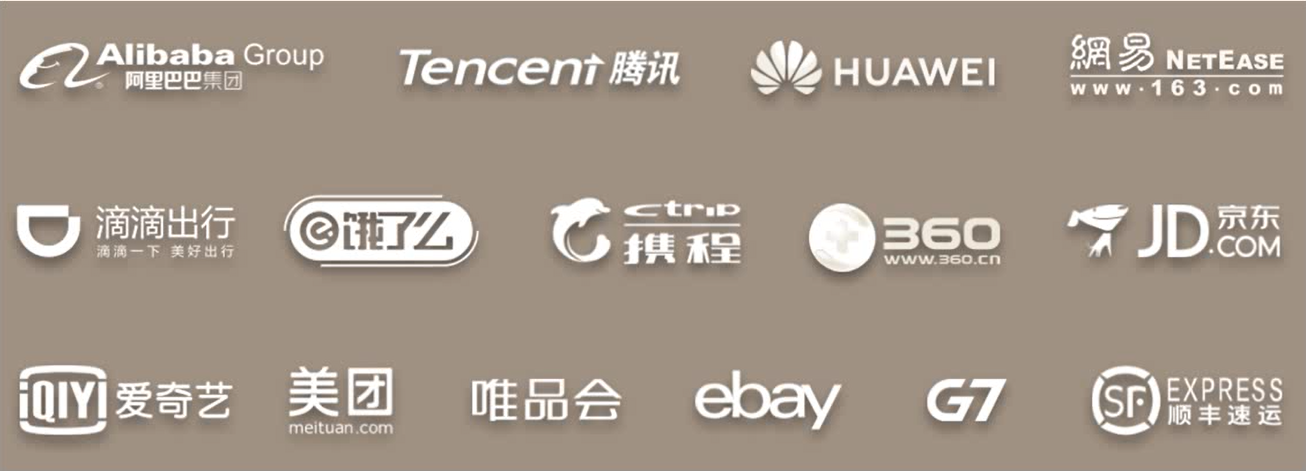 Alibaba Group
阿里巴巴集团
Tencent 腾讯
HUAWEI
網易 NETEASE
www.163.com
滴滴出行
滴滴一下 美好出行
饿了么
ctrip
携程
360
www.360.cn
JD.COM
京东
iQIYI 爱奇艺
美团
meituan.com
唯品会
ebay
G7
SF EXPRESS
顺丰速运